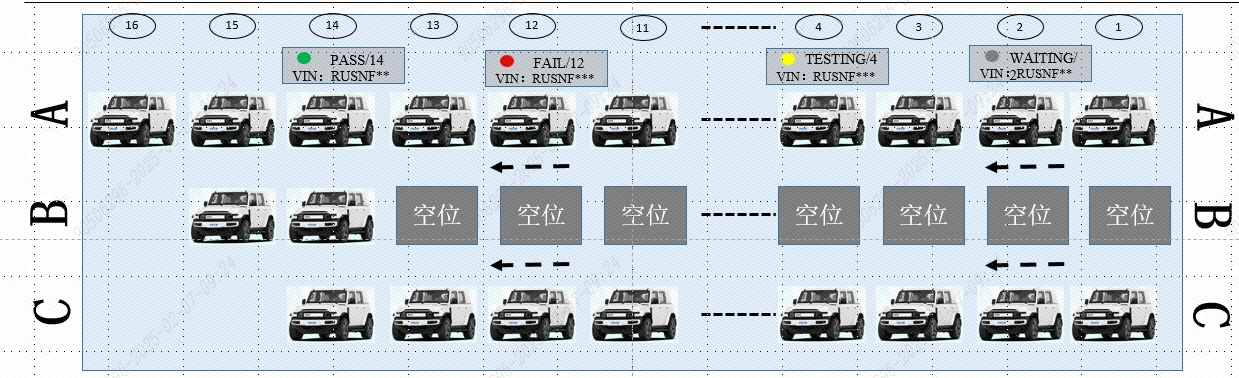 16 15 14 13 12 11 4 3 2 1
PASS/14
VIN: RUSNF**
FAIL/12
VIN: RUSNF***
TESTING/4
VIN: RUSNF***
WAITING/
2
VIN: RUSNF**
A A
B 空位 空位 空位 空位 空位 空位 空位 B
C C